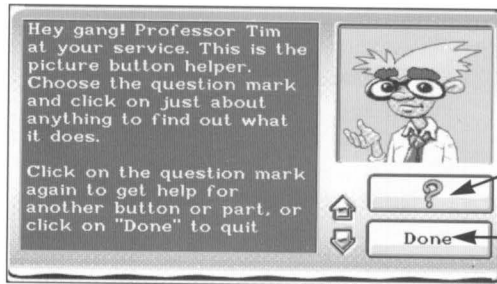 Hey gang! Professor Tim
at your service. This is the
picture button helper.
Choose the question mark
and click on just about
anything to find out what
it does.
Click on the question mark
again to get help for
another button or part, or
click on "Done" to quit
?
Done